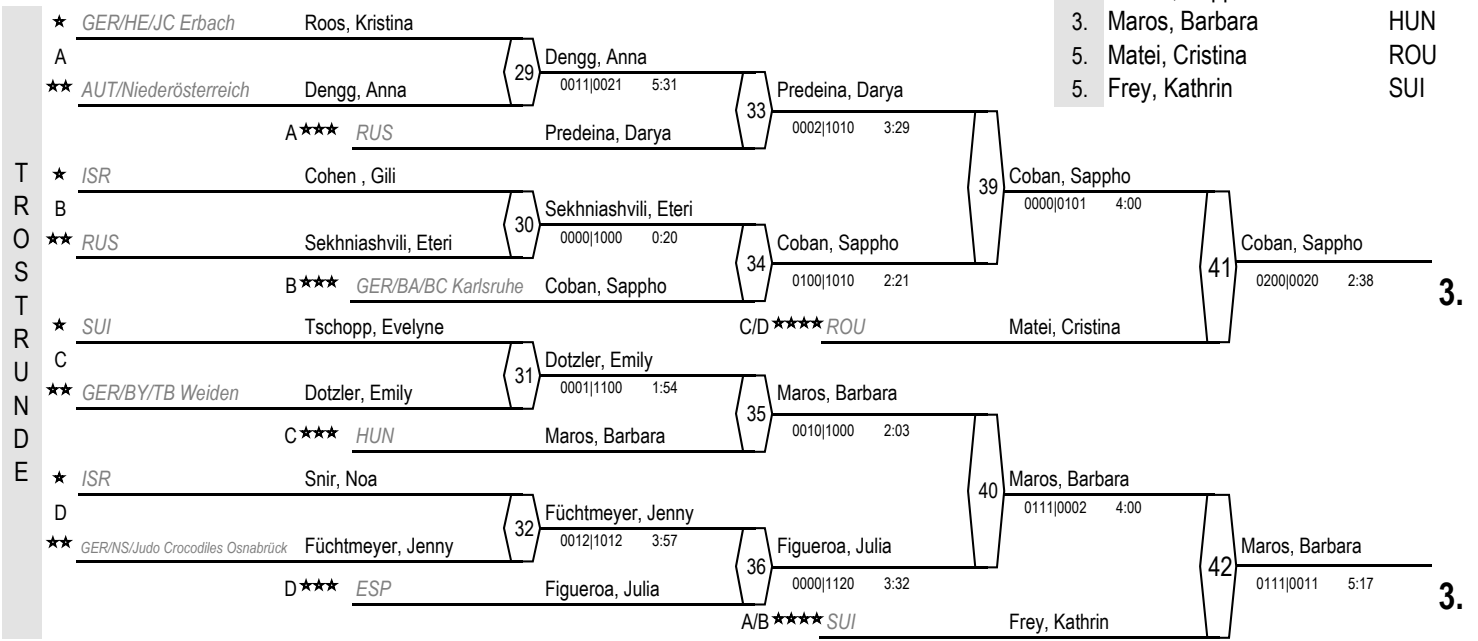 3. Maros, Barbara HUN
5. Matei, Cristina ROU
5. Frey, Kathrin SUI
TROSTRUNDE
★ GER/HE/JC Erbach Roos, Kristina
A
29 Dengg, Anna
0011|0021 5:31
★★ AUT/Niederösterreich Dengg, Anna
33 Predeina, Darya
0002|1010 3:29
A★★★ RUS Predeina, Darya
★ ISR Cohen , Gili
39 Coban, Sappho
0000|0101 4:00
B
30 Sekhniashvili, Eteri
0000|1000 0:20
★★ RUS Sekhniashvili, Eteri
34 Coban, Sappho
0100|1010 2:21
41 Coban, Sappho
0200|0020 2:38
3.
B★★★ GER/BA/BC Karlsruhe Coban, Sappho
★ SUI Tschopp, Evelyne
C/D★★★★ ROU Matei, Cristina
C
31 Dotzler, Emily
0001|1100 1:54
★★ GER/BY/TB Weiden Dotzler, Emily
35 Maros, Barbara
0010|1000 2:03
C★★★ HUN Maros, Barbara
★ ISR Snir, Noa
40 Maros, Barbara
0111|0002 4:00
D
32 Füchtmeyer, Jenny
0012|1012 3:57
★★ GER/NS/Judo Crocodiles Osnabrück Füchtmeyer, Jenny
36 Figueroa, Julia
0000|1120 3:32
42 Maros, Barbara
0111|0011 5:17
3.
D★★★ ESP Figueroa, Julia
A/B★★★★ SUI Frey, Kathrin